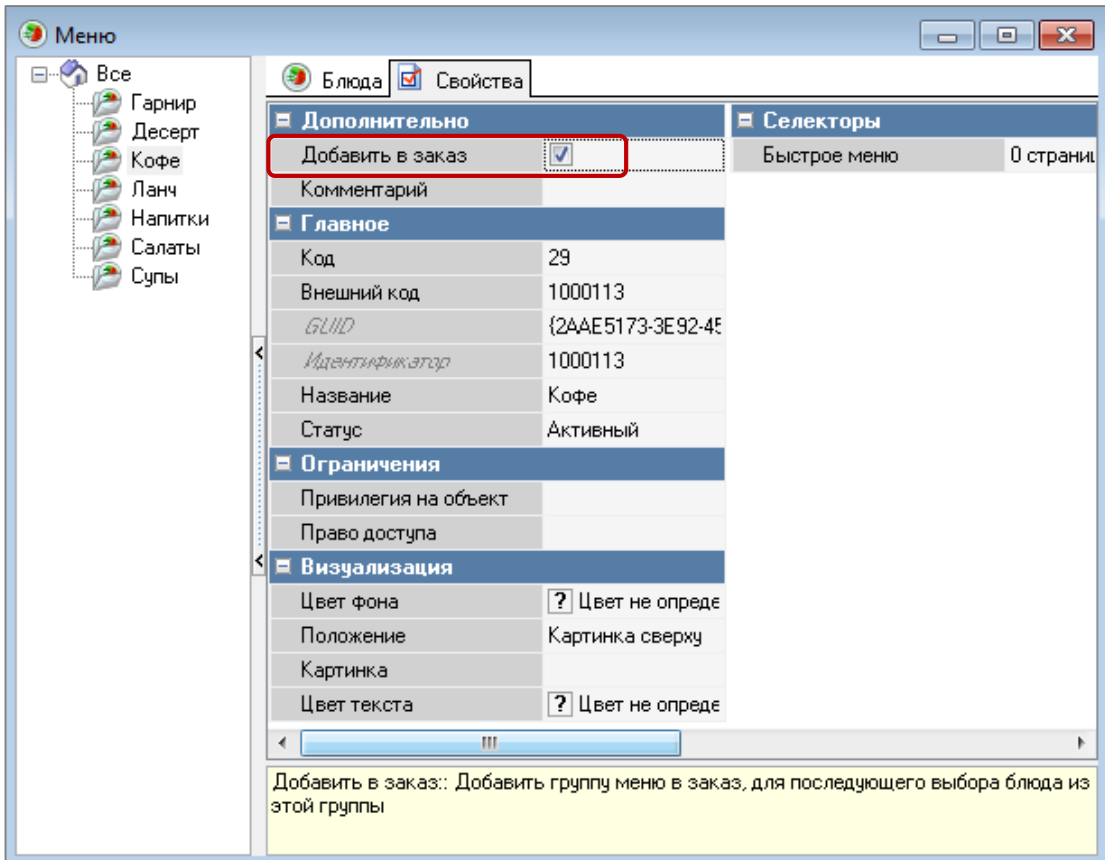 Меню
Все
Гарнир
Десерт
Кофе
Ланч
Напитки
Салаты
Супы
Блюда Свойства
Дополнительно
Добавить в заказ
Комментарий
Главное
Код 29
Внешний код 1000113
GUID {2AAE5173-3E92-45
Идентификатор 1000113
Название Кофе
Статус Активный
Ограничения
Привилегия на объект
Право доступа
Визуализация
Цвет фона ? Цвет не опреде
Положение Картинка сверху
Картинка
Цвет текста ? Цвет не опреде
Селекторы
Быстрое меню 0 страниц
Добавить в заказ:: Добавить группу меню в заказ, для последующего выбора блюда из
этой группы